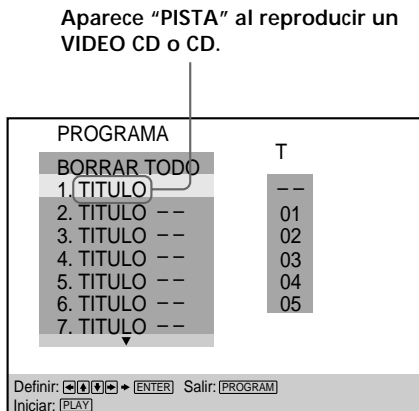 Aparece “PISTA” al reproducir un
VIDEO CD o CD.
PROGRAMA
T
BORRAR TODO
1. TITULO
– –
2. TITULO – –
01
3. TITULO – –
02
4. TITULO – –
03
5. TITULO – –
04
6. TITULO – –
05
7. TITULO – –
Definir: ENTER Salir: PROGRAM
Iniciar: PLAY